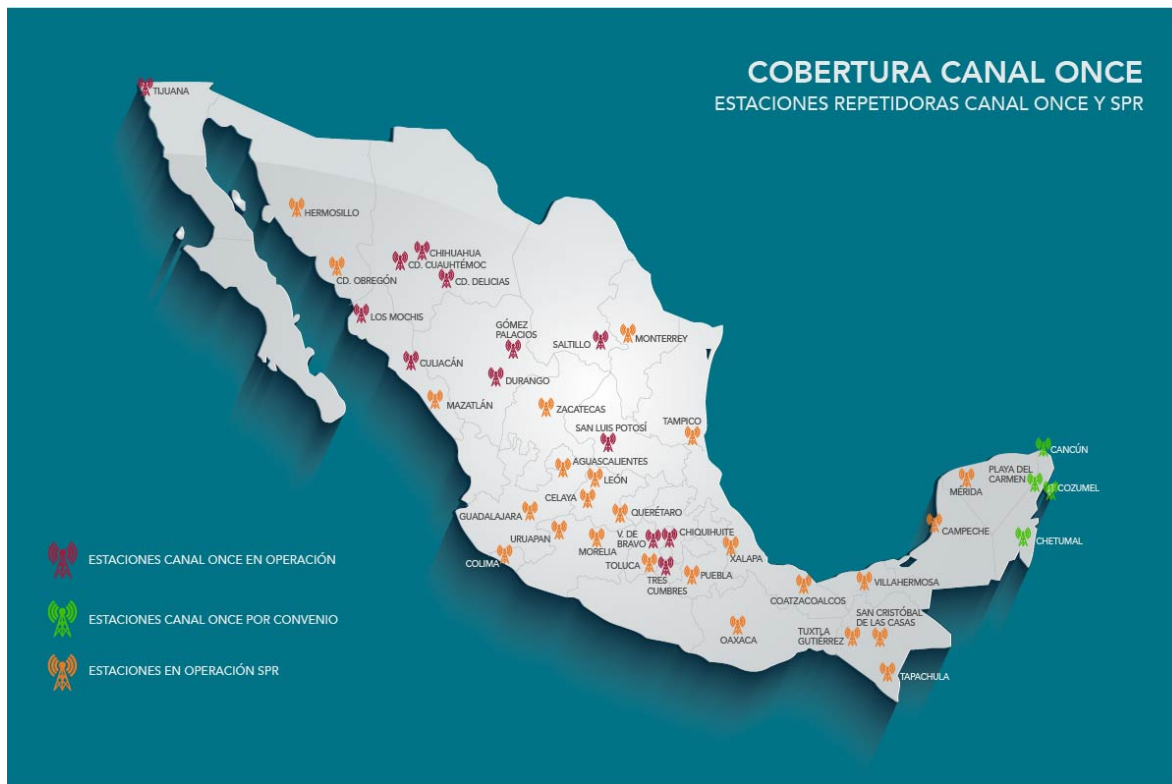 COBERTURA CANAL ONCE
ESTACIONES REPETIDORAS CANAL ONCE Y SPR
TIJUANA
HERMOSILLO
CHIHUAHUA
CD. CUAUHTÉMOC
CD. OBREGÓN
CD. DELICIAS
LOS MOCHIS
GÓMEZ
PALACIOS
SALTILLO
MONTERREY
CULIACÁN
DURANGO
MAZATLÁN
ZACATECAS
TAMPICO
SAN LUIS POTOSÍ
CANCÚN
AGUASCALIENTES
PLAYA DEL
CARMEN
LEÓN
MÉRIDA
COZUMEL
CELAYA
GUADALAJARA
QUERÉTARO
CAMPECHE
UruAPAN
MORELIA
V. DE
BRAVO
CHIQUIHUITE
CHETUMAL
XALAPA
COLIMA
TOLUCA
TRES
CUMBRES
PUEBLA
COATZACOALCOS
VILLAHERMOSA
SAN CRISTÓBAL
DE LAS CASAS
OAXACA
TUXTLA
GUTIÉRREZ
TAPACHULA
ESTACIONES CANAL ONCE EN OPERACIÓN
ESTACIONES CANAL ONCE POR CONVENIO
ESTACIONES EN OPERACIÓN SPR